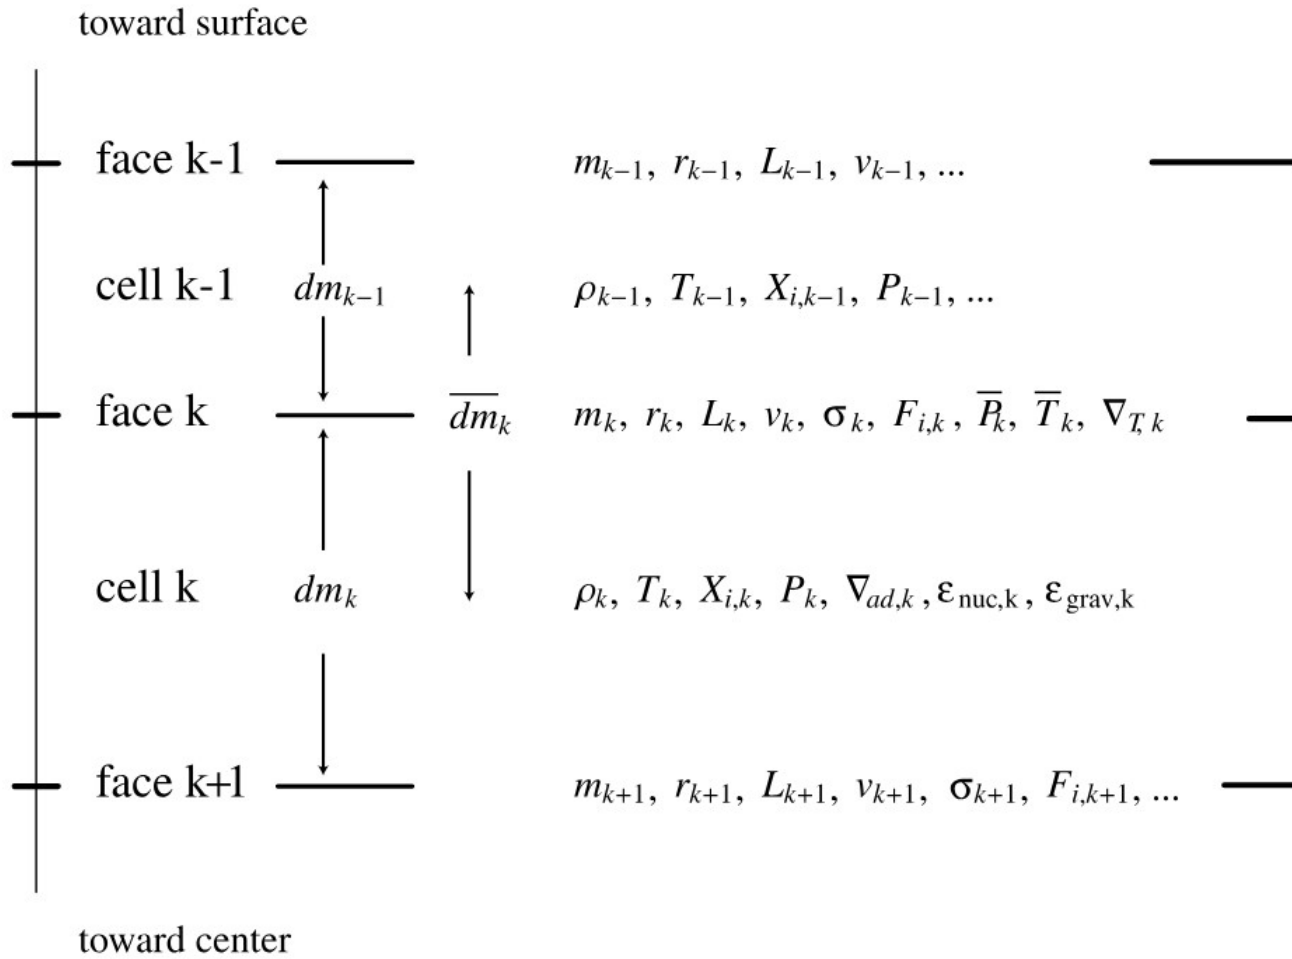 toward surface
face k-1 m_{k−1}, r_{k−1}, L_{k−1}, v_{k−1}, ...
cell k-1 dm_{k−1} ρ_{k−1}, T_{k−1}, X_{i,k−1}, P_{k−1}, ...
face k \overline{dm}_k m_k, r_k, L_k, v_k, σ_k, F_{i,k}, \overline{P}_k, \overline{T}_k, ∇_{T,k}
cell k dm_k ρ_k, T_k, X_{i,k}, P_k, ∇_{ad,k}, ε_{nuc,k}, ε_{grav,k}
face k+1 m_{k+1}, r_{k+1}, L_{k+1}, v_{k+1}, σ_{k+1}, F_{i,k+1}, ...
toward center